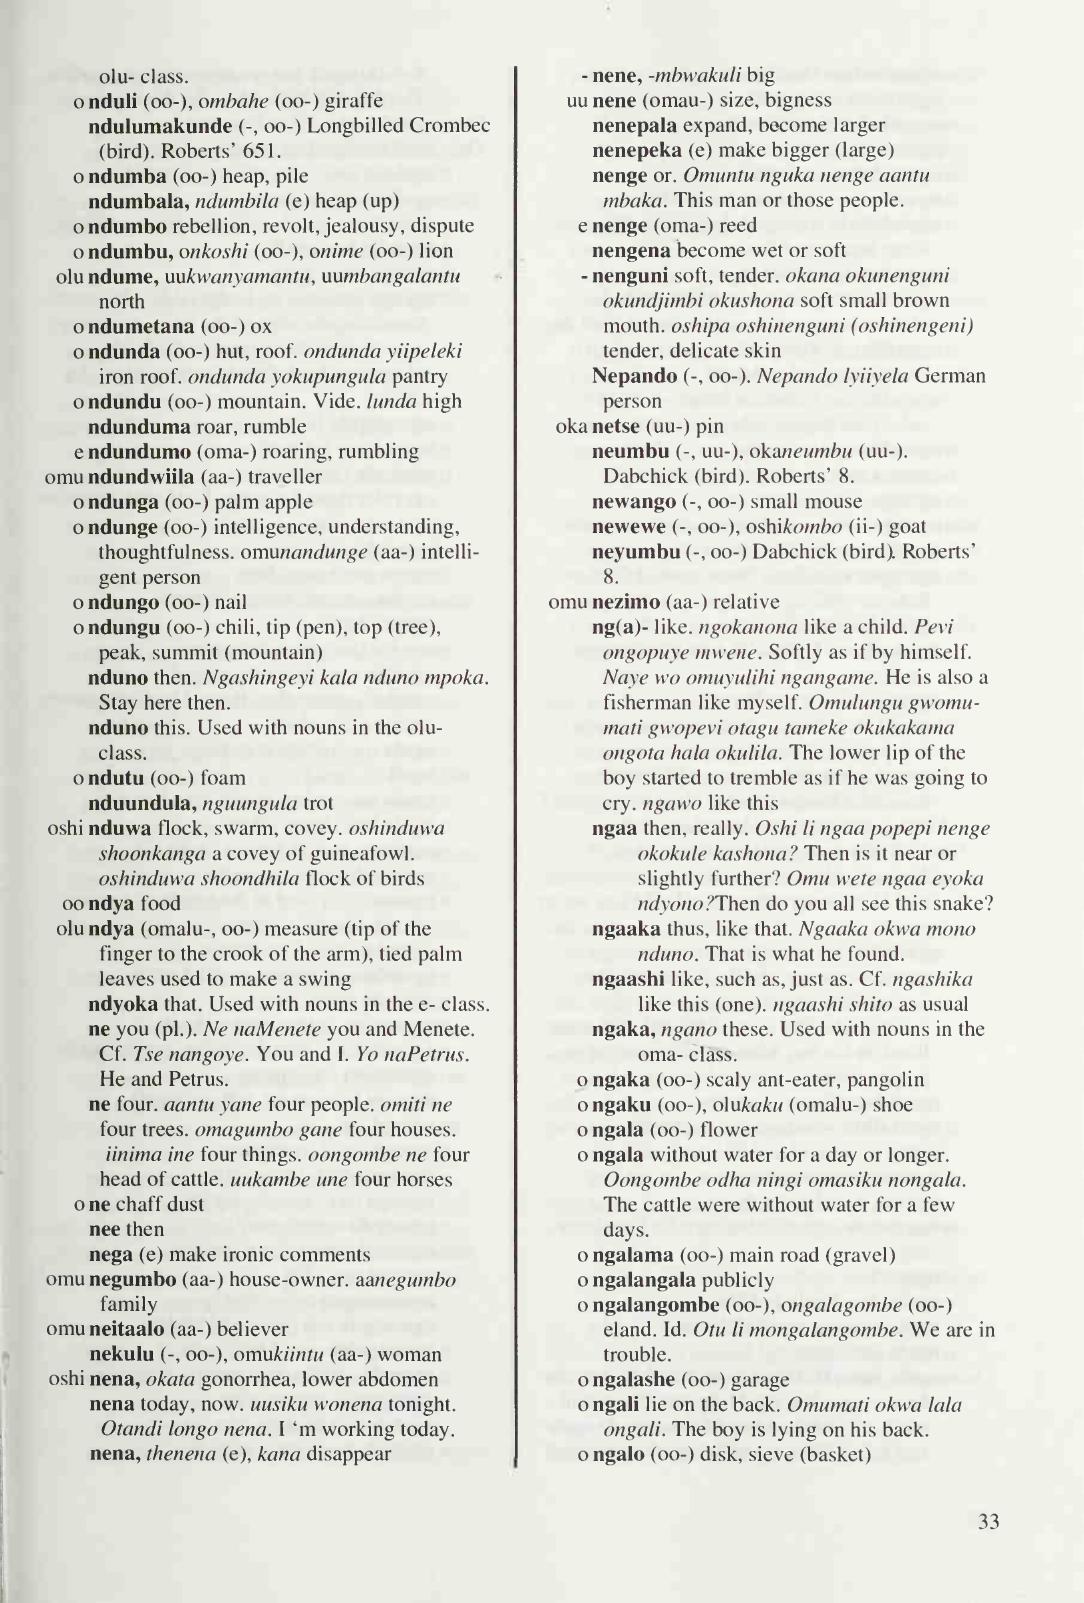 olu- class.
o nduli (oo-), ombahe (oo-) giraffe
ndulumakunde (-, oo-) Longbilled Crombec
(bird). Roberts' 651.
o ndumba (oo-) heap, pile
ndumbala, ndumbila (e) heap (up)
o ndumbo rebellion, revolt, jealousy, dispute
o ndumbu, onkoshi (oo-), onime (oo-) lion
olu ndume, uukwanyamantu, uumbangalantu
north
o ndumetana (oo-) ox
o ndunda (oo-) hut, roof. ondunda yiipeleki
iron roof. ondunda yokupungula pantry
o ndundu (oo-) mountain. Vide. lunda high
ndunduma roar, rumble
e ndundumo (oma-) roaring, rumbling
omu ndundwiila (aa-) traveller
o ndunga (oo-) palm apple
o ndunge (oo-) intelligence, understanding,
thoughtfulness. omunandunge (aa-) intelli-
gent person
o ndungo (oo-) nail
o ndungu (oo-) chili, tip (pen), top (tree),
peak, summit (mountain)
nduno then. Ngashingeyi kala nduno mpoka.
Stay here then.
nduno this. Used with nouns in the olu-
class.
o ndutu (oo-) foam
nduundula, nguungula trot
oshi nduwa flock, swarm, covey. oshinduwa
shoonkanga a covey of guineafowl.
oshinduwa shoondhila flock of birds
oo ndya food
olu ndya (omalu-, oo-) measure (tip of the
finger to the crook of the arm), tied palm
leaves used to make a swing
ndyoka that. Used with nouns in the e- class.
ne you (pl.). Ne naMenete you and Menete.
Cf. Tse nangoye. You and I. Yo naPetrus.
He and Petrus.
ne four. aantu yane four people. omiti ne
four trees. omagumbo gane four houses.
iinima ine four things. oongombe ne four
head of cattle. uukambe une four horses
o ne chaff dust
nee then
nega (e) make ironic comments
omu negumbo (aa-) house-owner. aanegumbo
family
omu neitaalo (aa-) believer
nekulu (-, oo-), omukiintu (aa-) woman
oshi nena, okata gonorrhea, lower abdomen
nena today, now. uusiku wonena tonight.
Otandi longo nena. I 'm working today.
nena, thenena (e), kana disappear
- nene, -mbwakuli big
uu nene (omau-) size, bigness
nenepala expand, become larger
nenepeka (e) make bigger (large)
nenge or. Omuntu nguka nenge aantu
mbaka. This man or those people.
e nenge (oma-) reed
nengena become wet or soft
- nenguni soft, tender. okana okunenguni
okundjimbi okushona soft small brown
mouth. oshipa oshinenguni (oshinengeni)
tender, delicate skin
Nepando (-, oo-). Nepando lyiiyela German
person
oka netse (uu-) pin
neumbu (-, uu-), okaneumbu (uu-).
Dabchick (bird). Roberts' 8.
newango (-, oo-) small mouse
newewe (-, oo-), oshikombo (ii-) goat
neyumbu (-, oo-) Dabchick (bird). Roberts'
8.
omu nezimo (aa-) relative
ng(a)- like. ngokanona like a child. Pevi
ongopuye mwene. Softly as if by himself.
Naye wo omuyulihi ngangame. He is also a
fisherman like myself. Omulungu gwomu-
mati gwopevi otagu tameke okukakama
ongota hala okulila. The lower lip of the
boy started to tremble as if he was going to
cry. ngawo like this
ngaa then, really. Oshi li ngaa popepi nenge
okokule kashona? Then is it near or
slightly further? Omu wete ngaa eyoka
ndyono?Then do you all see this snake?
ngaaka thus, like that. Ngaaka okwa mono
nduno. That is what he found.
ngaashi like, such as, just as. Cf. ngashika
like this (one). ngaashi shito as usual
ngaka, ngano these. Used with nouns in the
oma- class.
o ngaka (oo-) scaly ant-eater, pangolin
o ngaku (oo-), olukaku (omalu-) shoe
o ngala (oo-) flower
o ngala without water for a day or longer.
Oongombe odha ningi omasiku nongala.
The cattle were without water for a few
days.
o ngalama (oo-) main road (gravel)
o ngalangala publicly
o ngalangombe (oo-), ongalagombe (oo-)
eland. Id. Otu li mongalangombe. We are in
trouble.
o ngalashe (oo-) garage
o ngali lie on the back. Omumati okwa lala
ongali. The boy is lying on his back.
o ngalo (oo-) disk, sieve (basket)
33